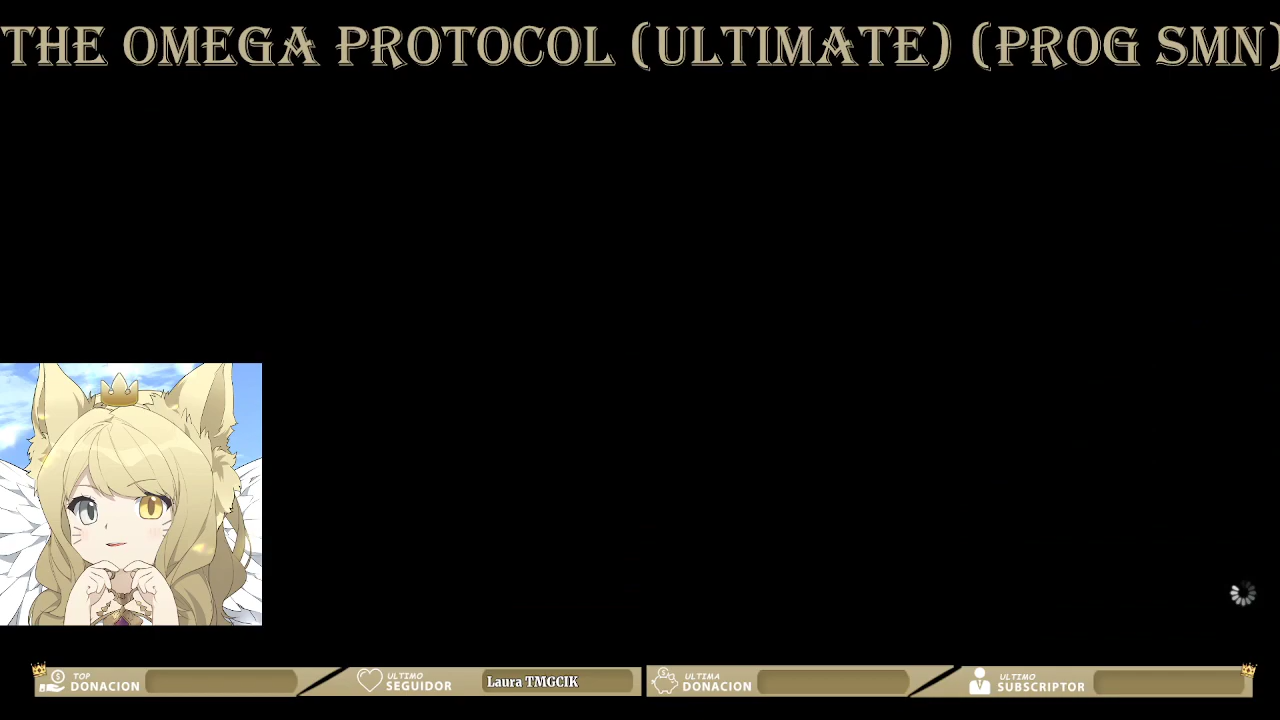 THE OMEGA PROTOCOL (ULTIMATE) (PROG SMN)
TOP
DONACION
ULTIMO
SEGUIDOR
Laura TMGCIK
ULTIMA
DONACION
ULTIMO
SUBSCRIPTOR